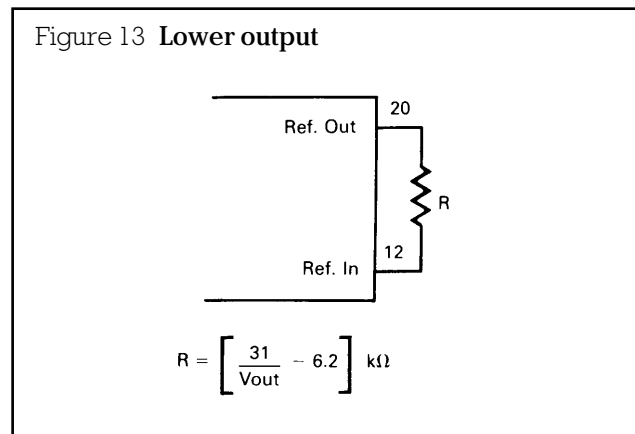 Figure 13 Lower output
20
Ref. Out
R
12
Ref. In
R = [ 31 / Vout − 6.2 ] kΩ